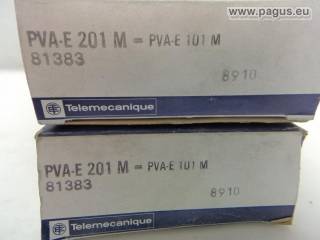 www.pagus.eu
PVA-E 201 M = PVA-E 101 M
81383
8910
Telemecanique
PVA-E 201 M = PVA-E 101 M
81383
8910
Telemecanique